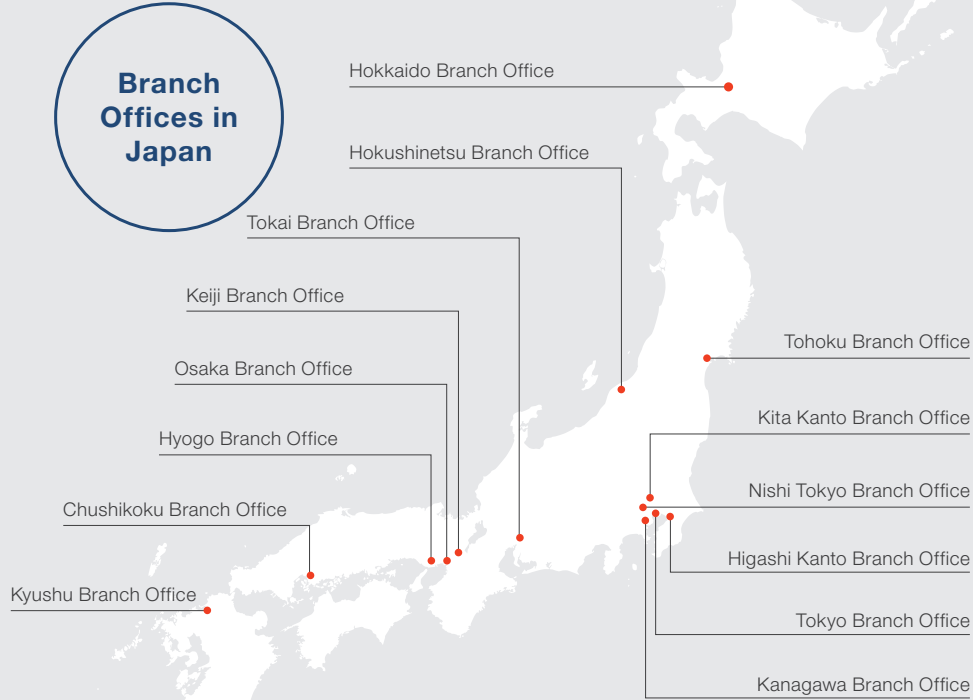 Branch
Offices in
Japan
Hokkaido Branch Office
Hokushinetsu Branch Office
Tokai Branch Office
Keiji Branch Office
Osaka Branch Office
Hyogo Branch Office
Chushikoku Branch Office
Kyushu Branch Office
Tohoku Branch Office
Kita Kanto Branch Office
Nishi Tokyo Branch Office
Higashi Kanto Branch Office
Tokyo Branch Office
Kanagawa Branch Office